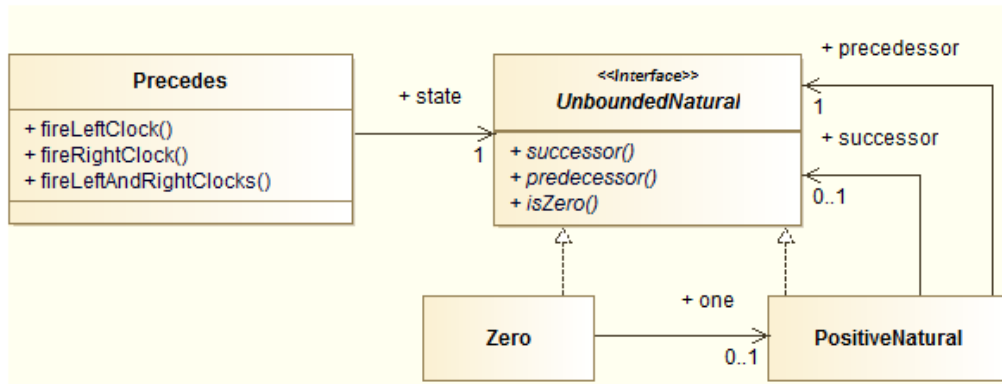 Precedes
+ fireLeftClock()
+ fireRightClock()
+ fireLeftAndRightClocks()
+ state
1
<<Interface>>
UnboundedNatural
+ successor()
+ predecessor()
+ isZero()
+ precedessor
1
+ successor
0..1
Zero
+ one
0..1
PositiveNatural